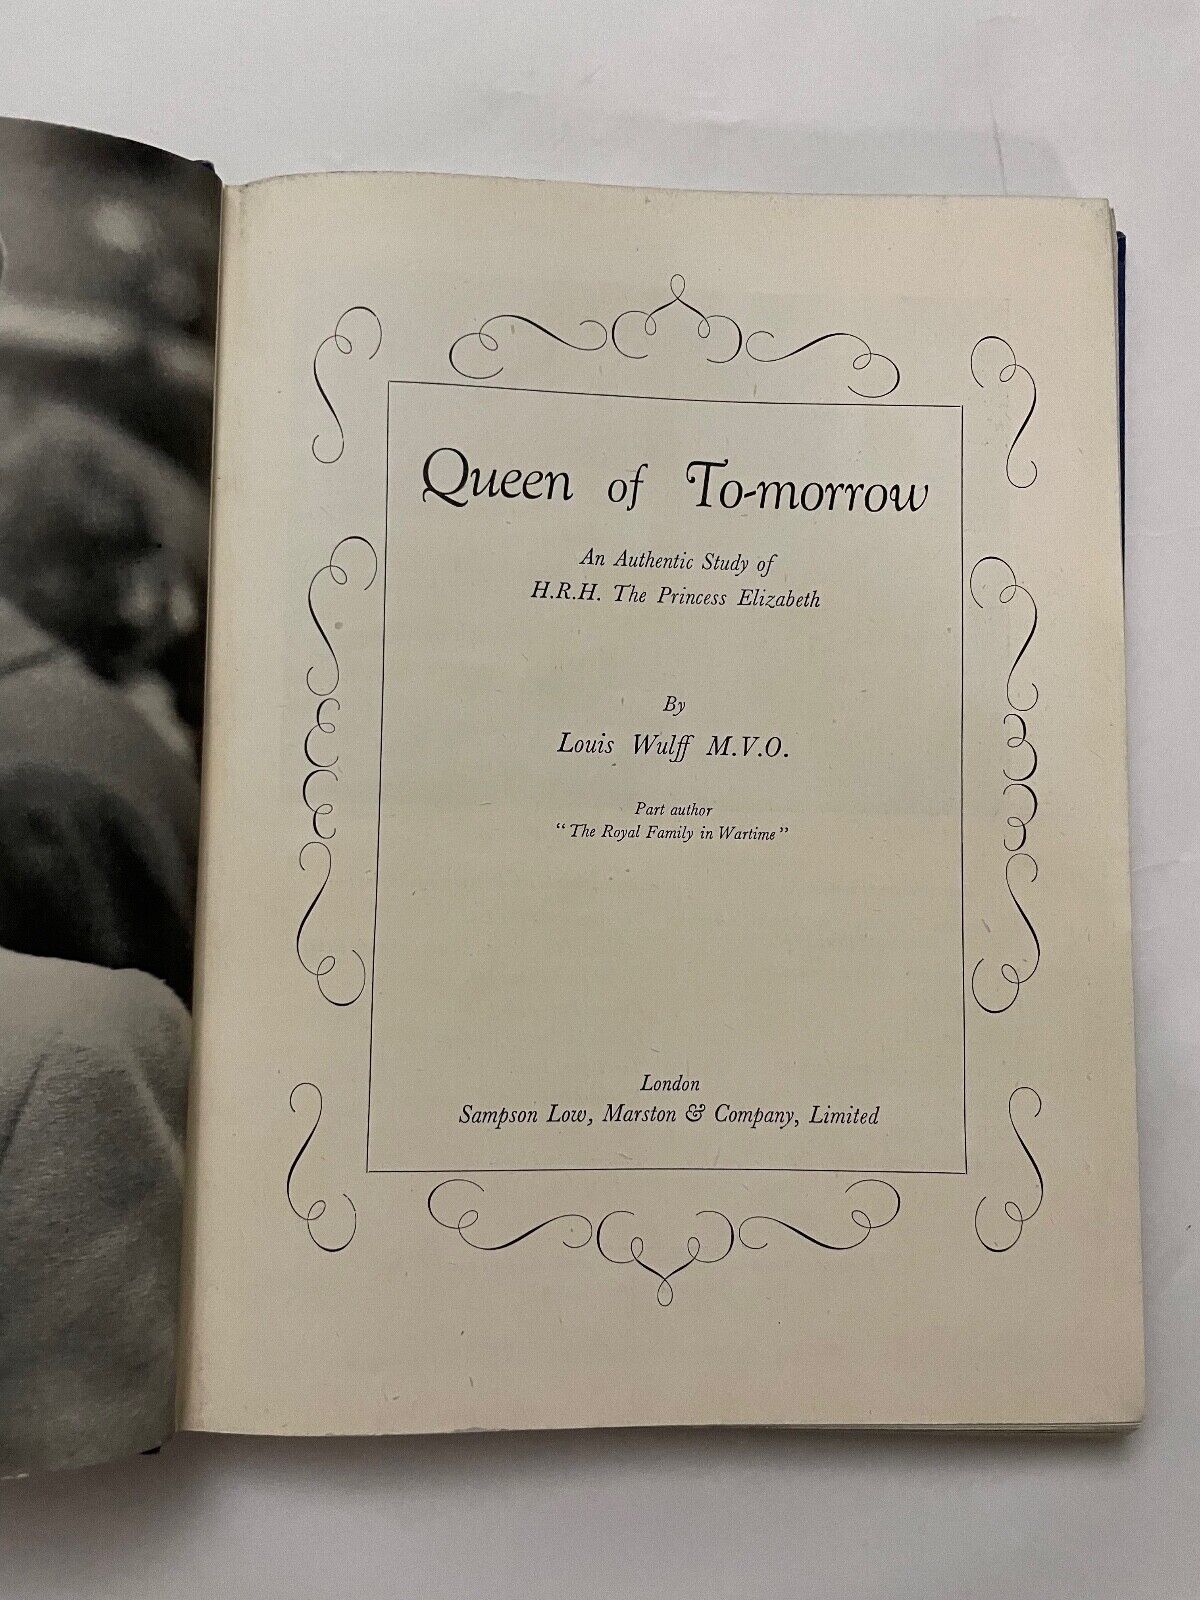 Queen of To-morrow
An Authentic Study of
H.R.H. The Princess Elizabeth
By
Louis Wulff M.V.O.
Part author
“The Royal Family in Wartime”
London
Sampson Low, Marston & Company, Limited